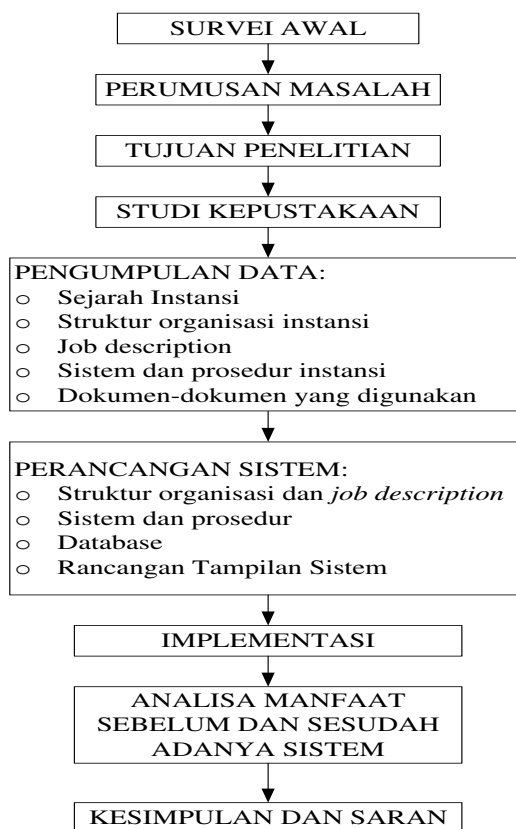 SURVEI AWAL
PERUMUSAN MASALAH
TUJUAN PENELITIAN
STUDI KEPUSTAKAAN
PENGUMPULAN DATA:
o Sejarah Instansi
o Struktur organisasi instansi
o Job description
o Sistem dan prosedur instansi
o Dokumen-dokumen yang digunakan
PERANCANGAN SISTEM:
o Struktur organisasi dan job description
o Sistem dan prosedur
o Database
o Rancangan Tampilan Sistem
IMPLEMENTASI
ANALISA MANFAAT
SEBELUM DAN SESUDAH
ADANYA SISTEM
KESIMPULAN DAN SARAN